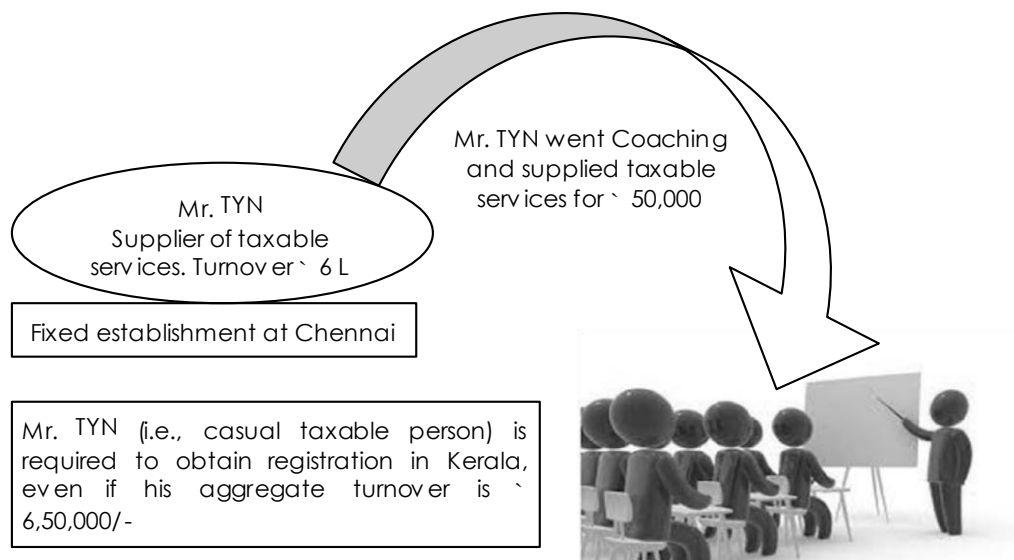 Mr. TYN went Coaching
and supplied taxable
services for ` 50,000
Mr. TYN
Supplier of taxable
services. Turnover ` 6 L
Fixed establishment at Chennai
Mr. TYN (i.e., casual taxable person) is
required to obtain registration in Kerala,
even if his aggregate turnover is `
6,50,000/-